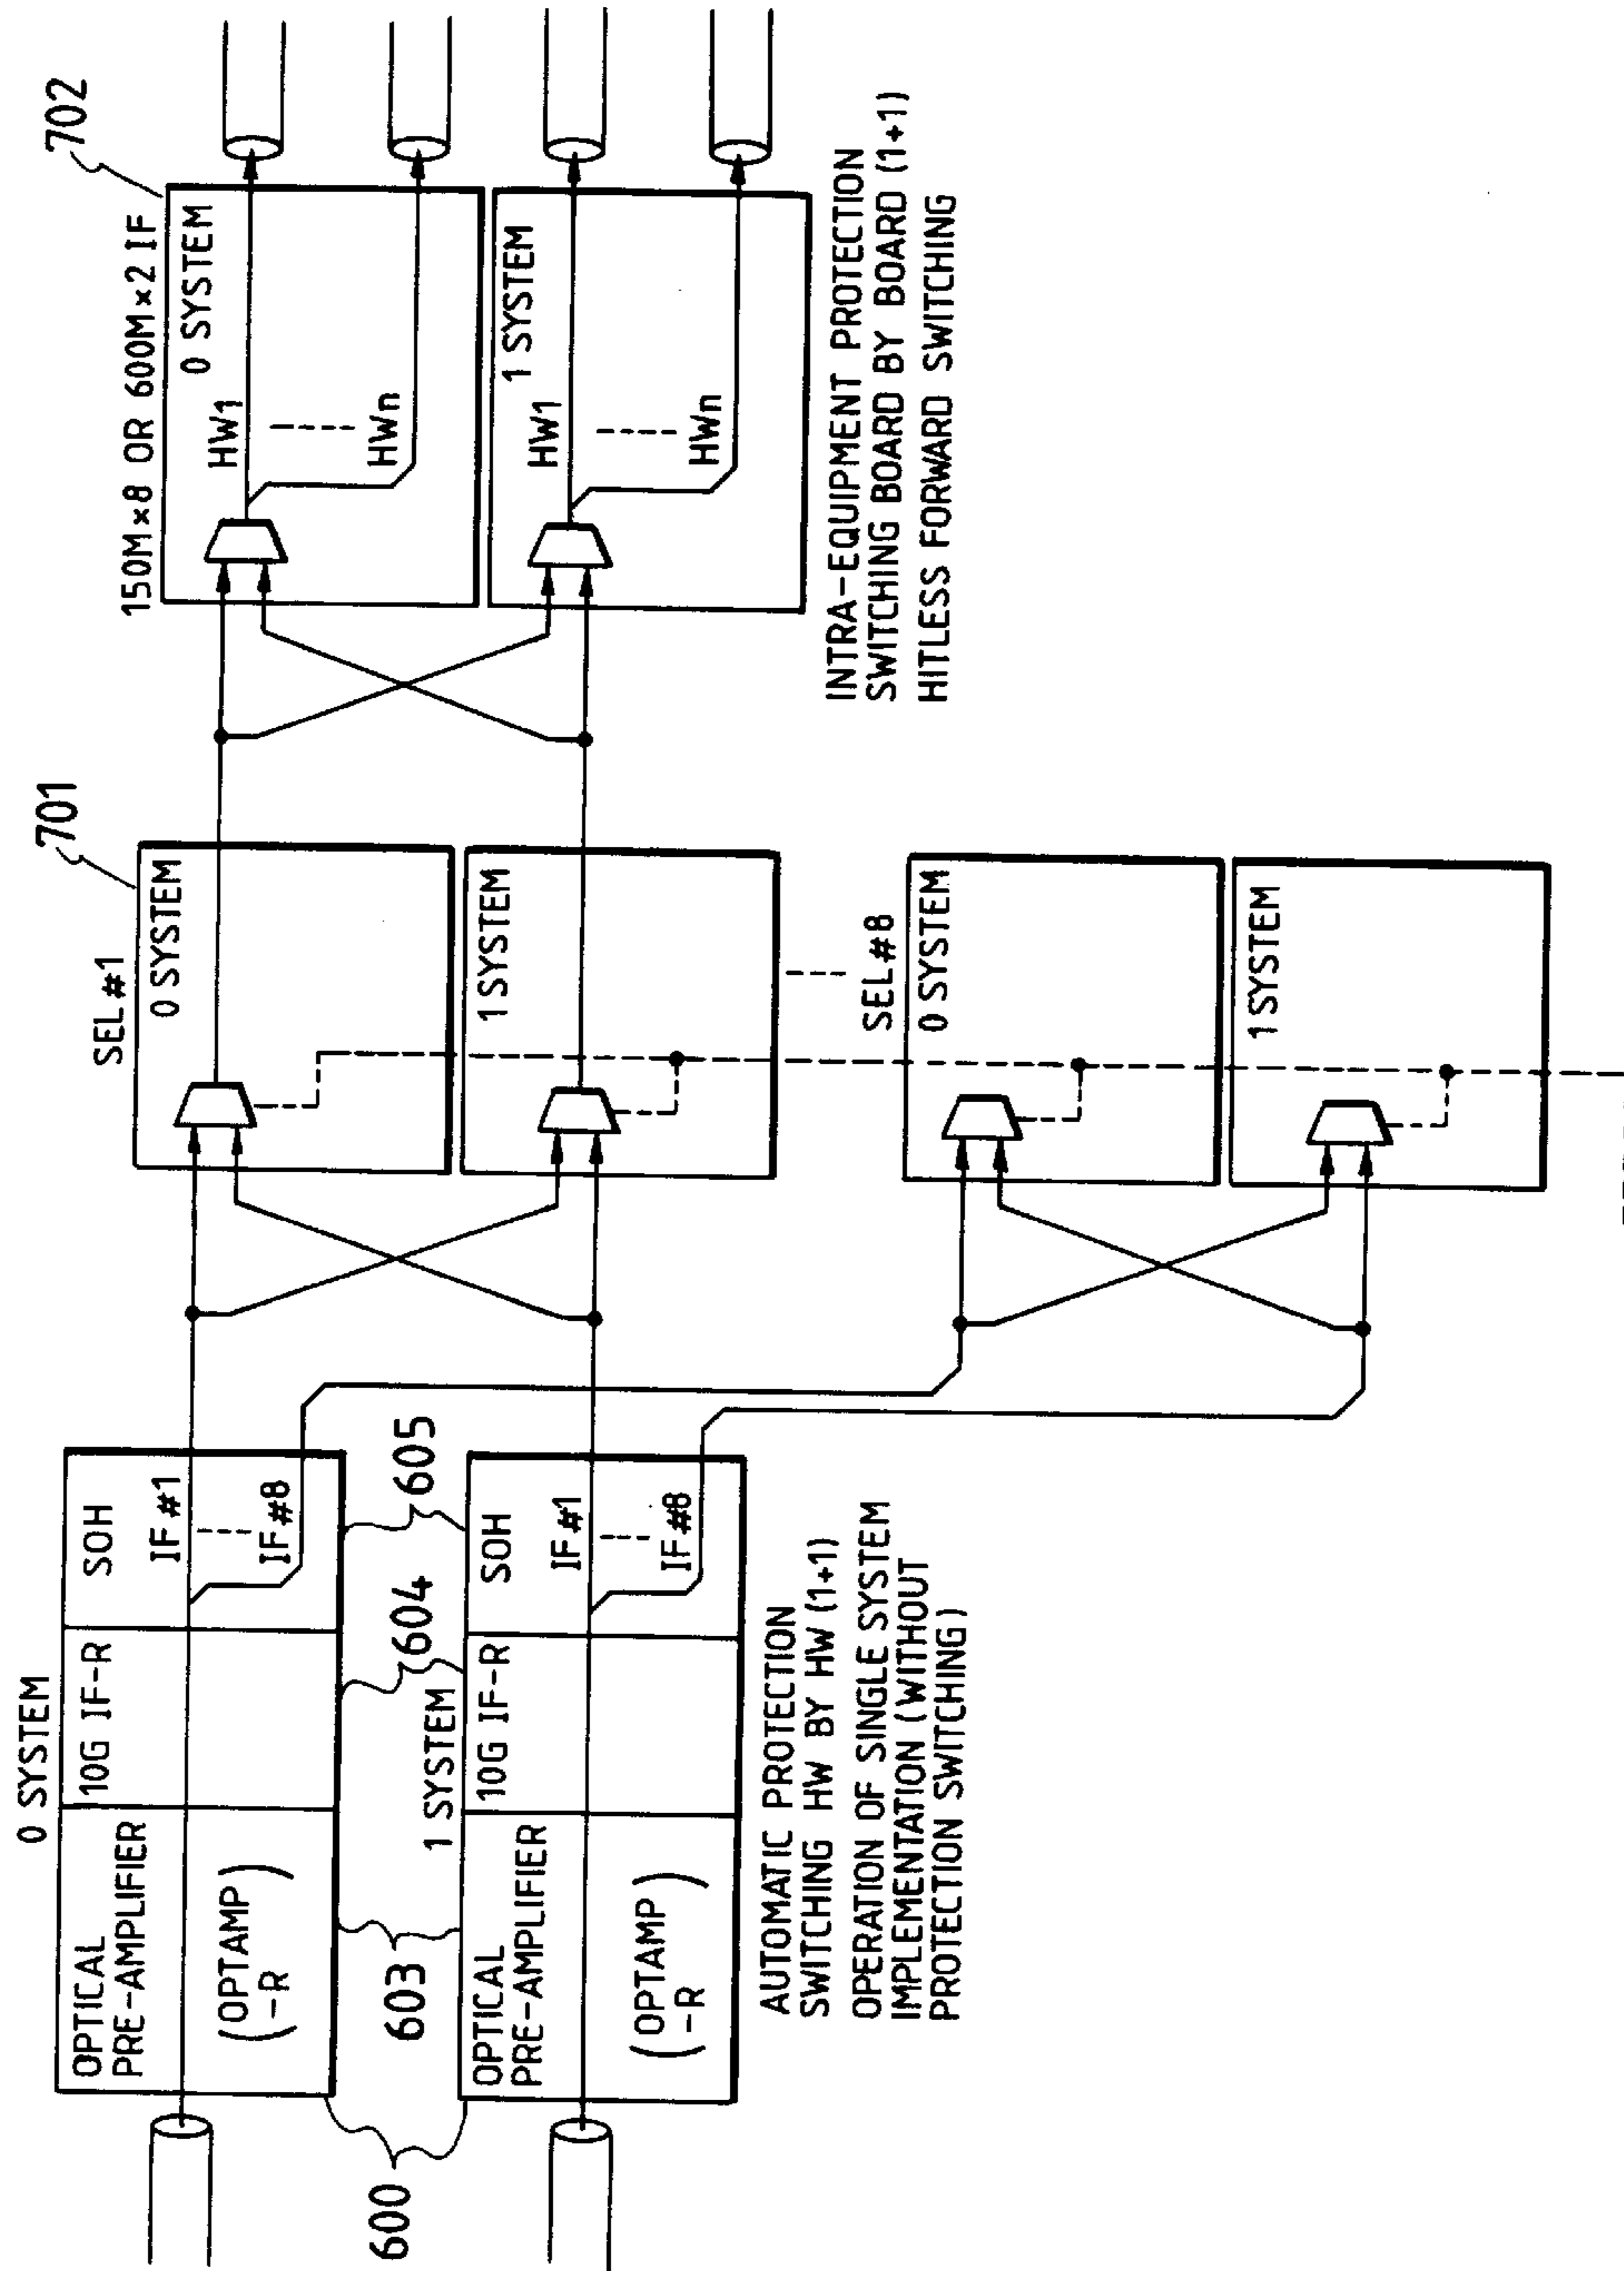 0 SYSTEM
OPTICAL
PRE-AMPLIFIER
(OPTAMP
-R)
10G IF-R
SOH
IF #1
IF #8
600
603
604
605
1 SYSTEM
OPTICAL
PRE-AMPLIFIER
(OPTAMP
-R)
10G IF-R
SOH
IF #1
IF #8
AUTOMATIC PROTECTION
SWITCHING HW BY HW (1+1)
OPERATION OF SINGLE SYSTEM
IMPLEMENTATION (WITHOUT
PROTECTION SWITCHING)
SEL #1
701
0 SYSTEM
1 SYSTEM
SEL #8
0 SYSTEM
1 SYSTEM
150M×8 OR 600M×2 IF
702
0 SYSTEM
HW1
HWn
1 SYSTEM
HW1
HWn
INTRA-EQUIPMENT PROTECTION
SWITCHING BOARD BY BOARD (1+1)
HITLESS FORWARD SWITCHING